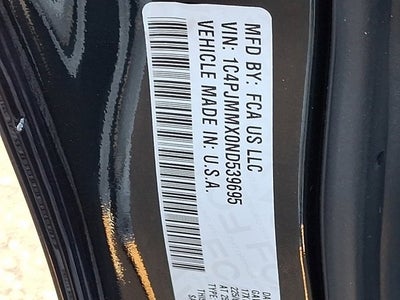 MFD BY: FCA US LLC
VIN: 1C4PJMMX0ND539695
VEHICLE MADE IN: U.S.A.